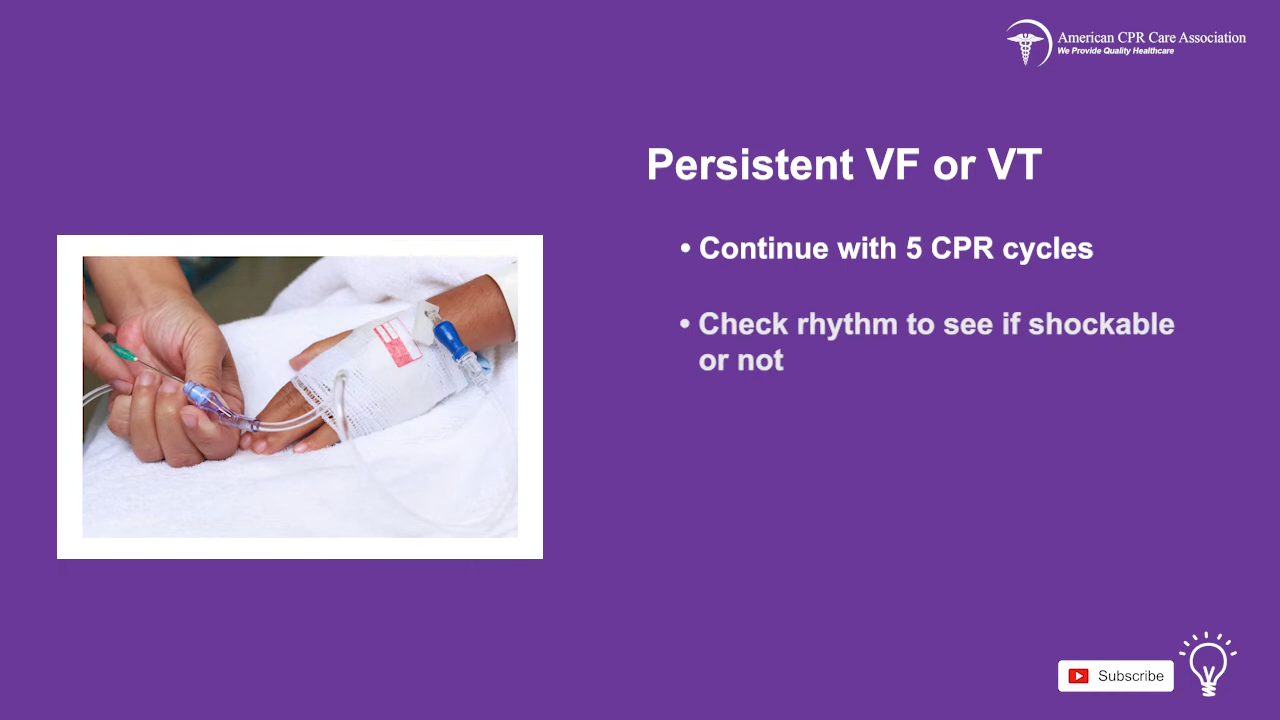 American CPR Care Association
We Provide Quality Healthcare
Persistent VF or VT
• Continue with 5 CPR cycles
• Check rhythm to see if shockable
or not
Subscribe